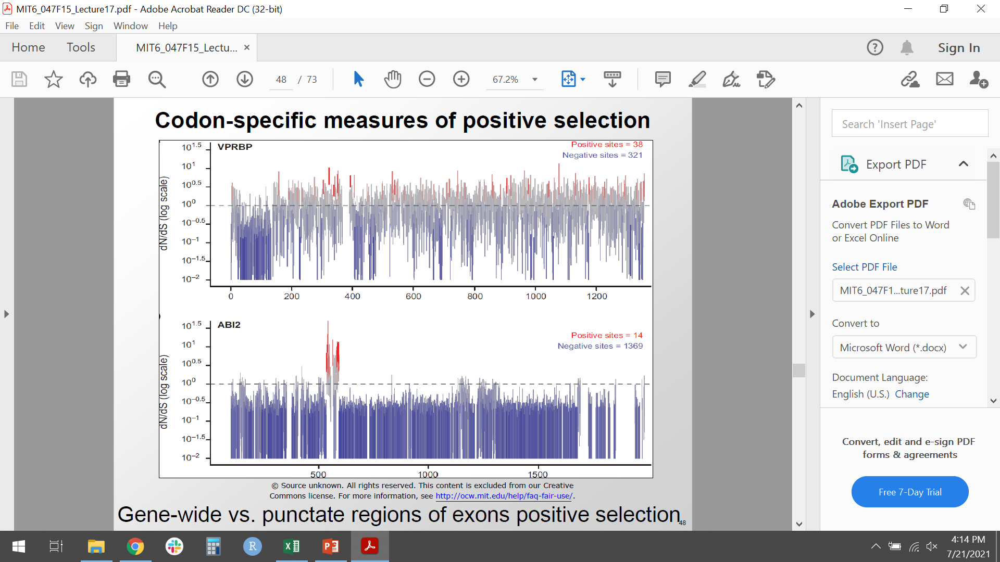 MIT6_047F15_Lecture17.pdf - Adobe Acrobat Reader DC (32-bit)
File Edit View Sign Window Help
Home Tools MIT6_047F15_Lectu... × Sign In
48 / 73 67.2%
Codon-specific measures of positive selection
VPRBP
Positive sites = 38
Negative sites = 321
dN/dS (log scale)
10^1.5
10^1
10^0.5
10^0
10^−0.5
10^−1
10^−1.5
10^−2
0 200 400 600 800 1000 1200
ABI2
Positive sites = 14
Negative sites = 1369
dN/dS (log scale)
10^1.5
10^1
10^0.5
10^0
10^−0.5
10^−1
10^−1.5
10^−2
500 1000 1500
© Source unknown. All rights reserved. This content is excluded from our Creative
Commons license. For more information, see http://ocw.mit.edu/help/faq-fair-use/.
Gene-wide vs. punctate regions of exons positive selection
48
Search 'Insert Page'
Export PDF
Adobe Export PDF
Convert PDF Files to Word
or Excel Online
Select PDF File
MIT6_047F1...ture17.pdf
Convert to
Microsoft Word (*.docx)
Document Language:
English (U.S.) Change
Convert, edit and e-sign PDF
forms & agreements
Free 7-Day Trial
4:14 PM
7/21/2021